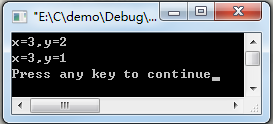 "E:\C\demo\Debug\...
x=3,y=2
x=3,y=1
Press any key to continue